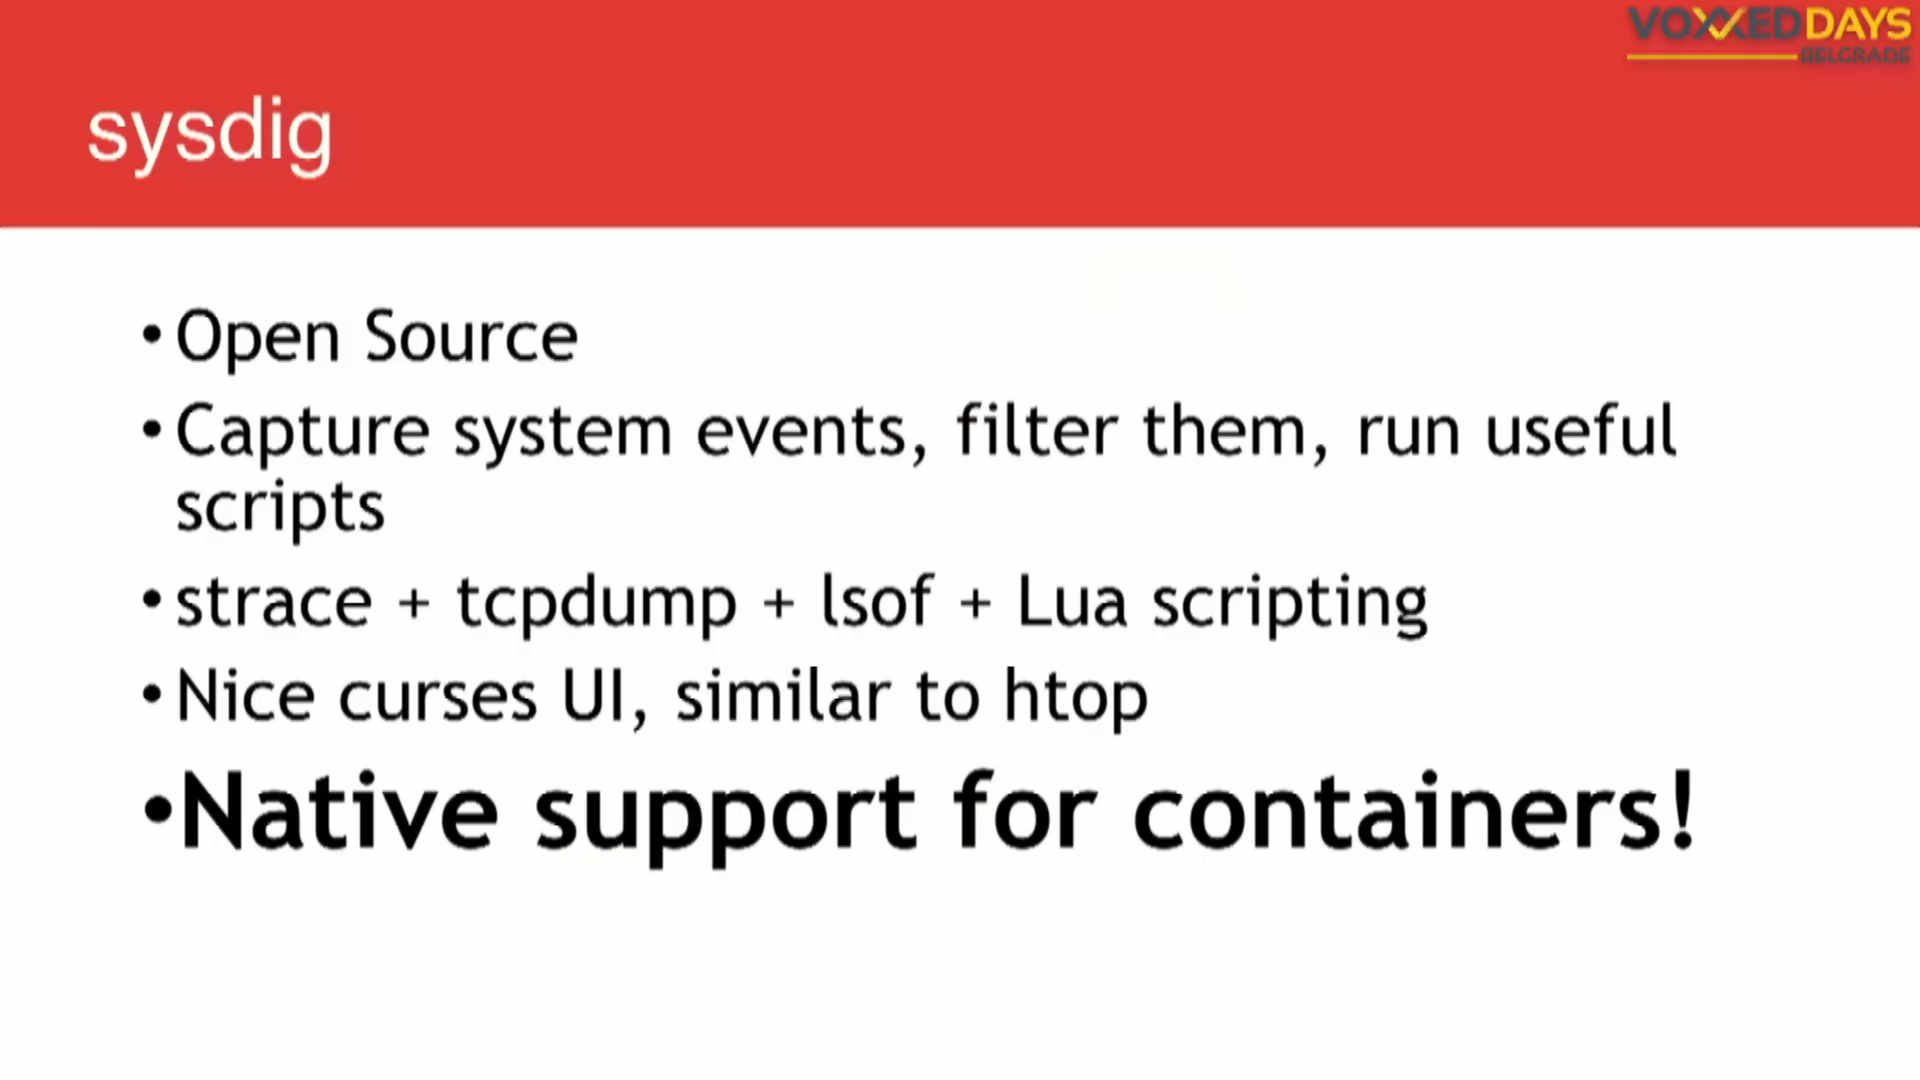 VOXXED DAYS
BELGRADE
sysdig
• Open Source
• Capture system events, filter them, run useful
scripts
• strace + tcpdump + lsof + Lua scripting
• Nice curses UI, similar to htop
• Native support for containers!